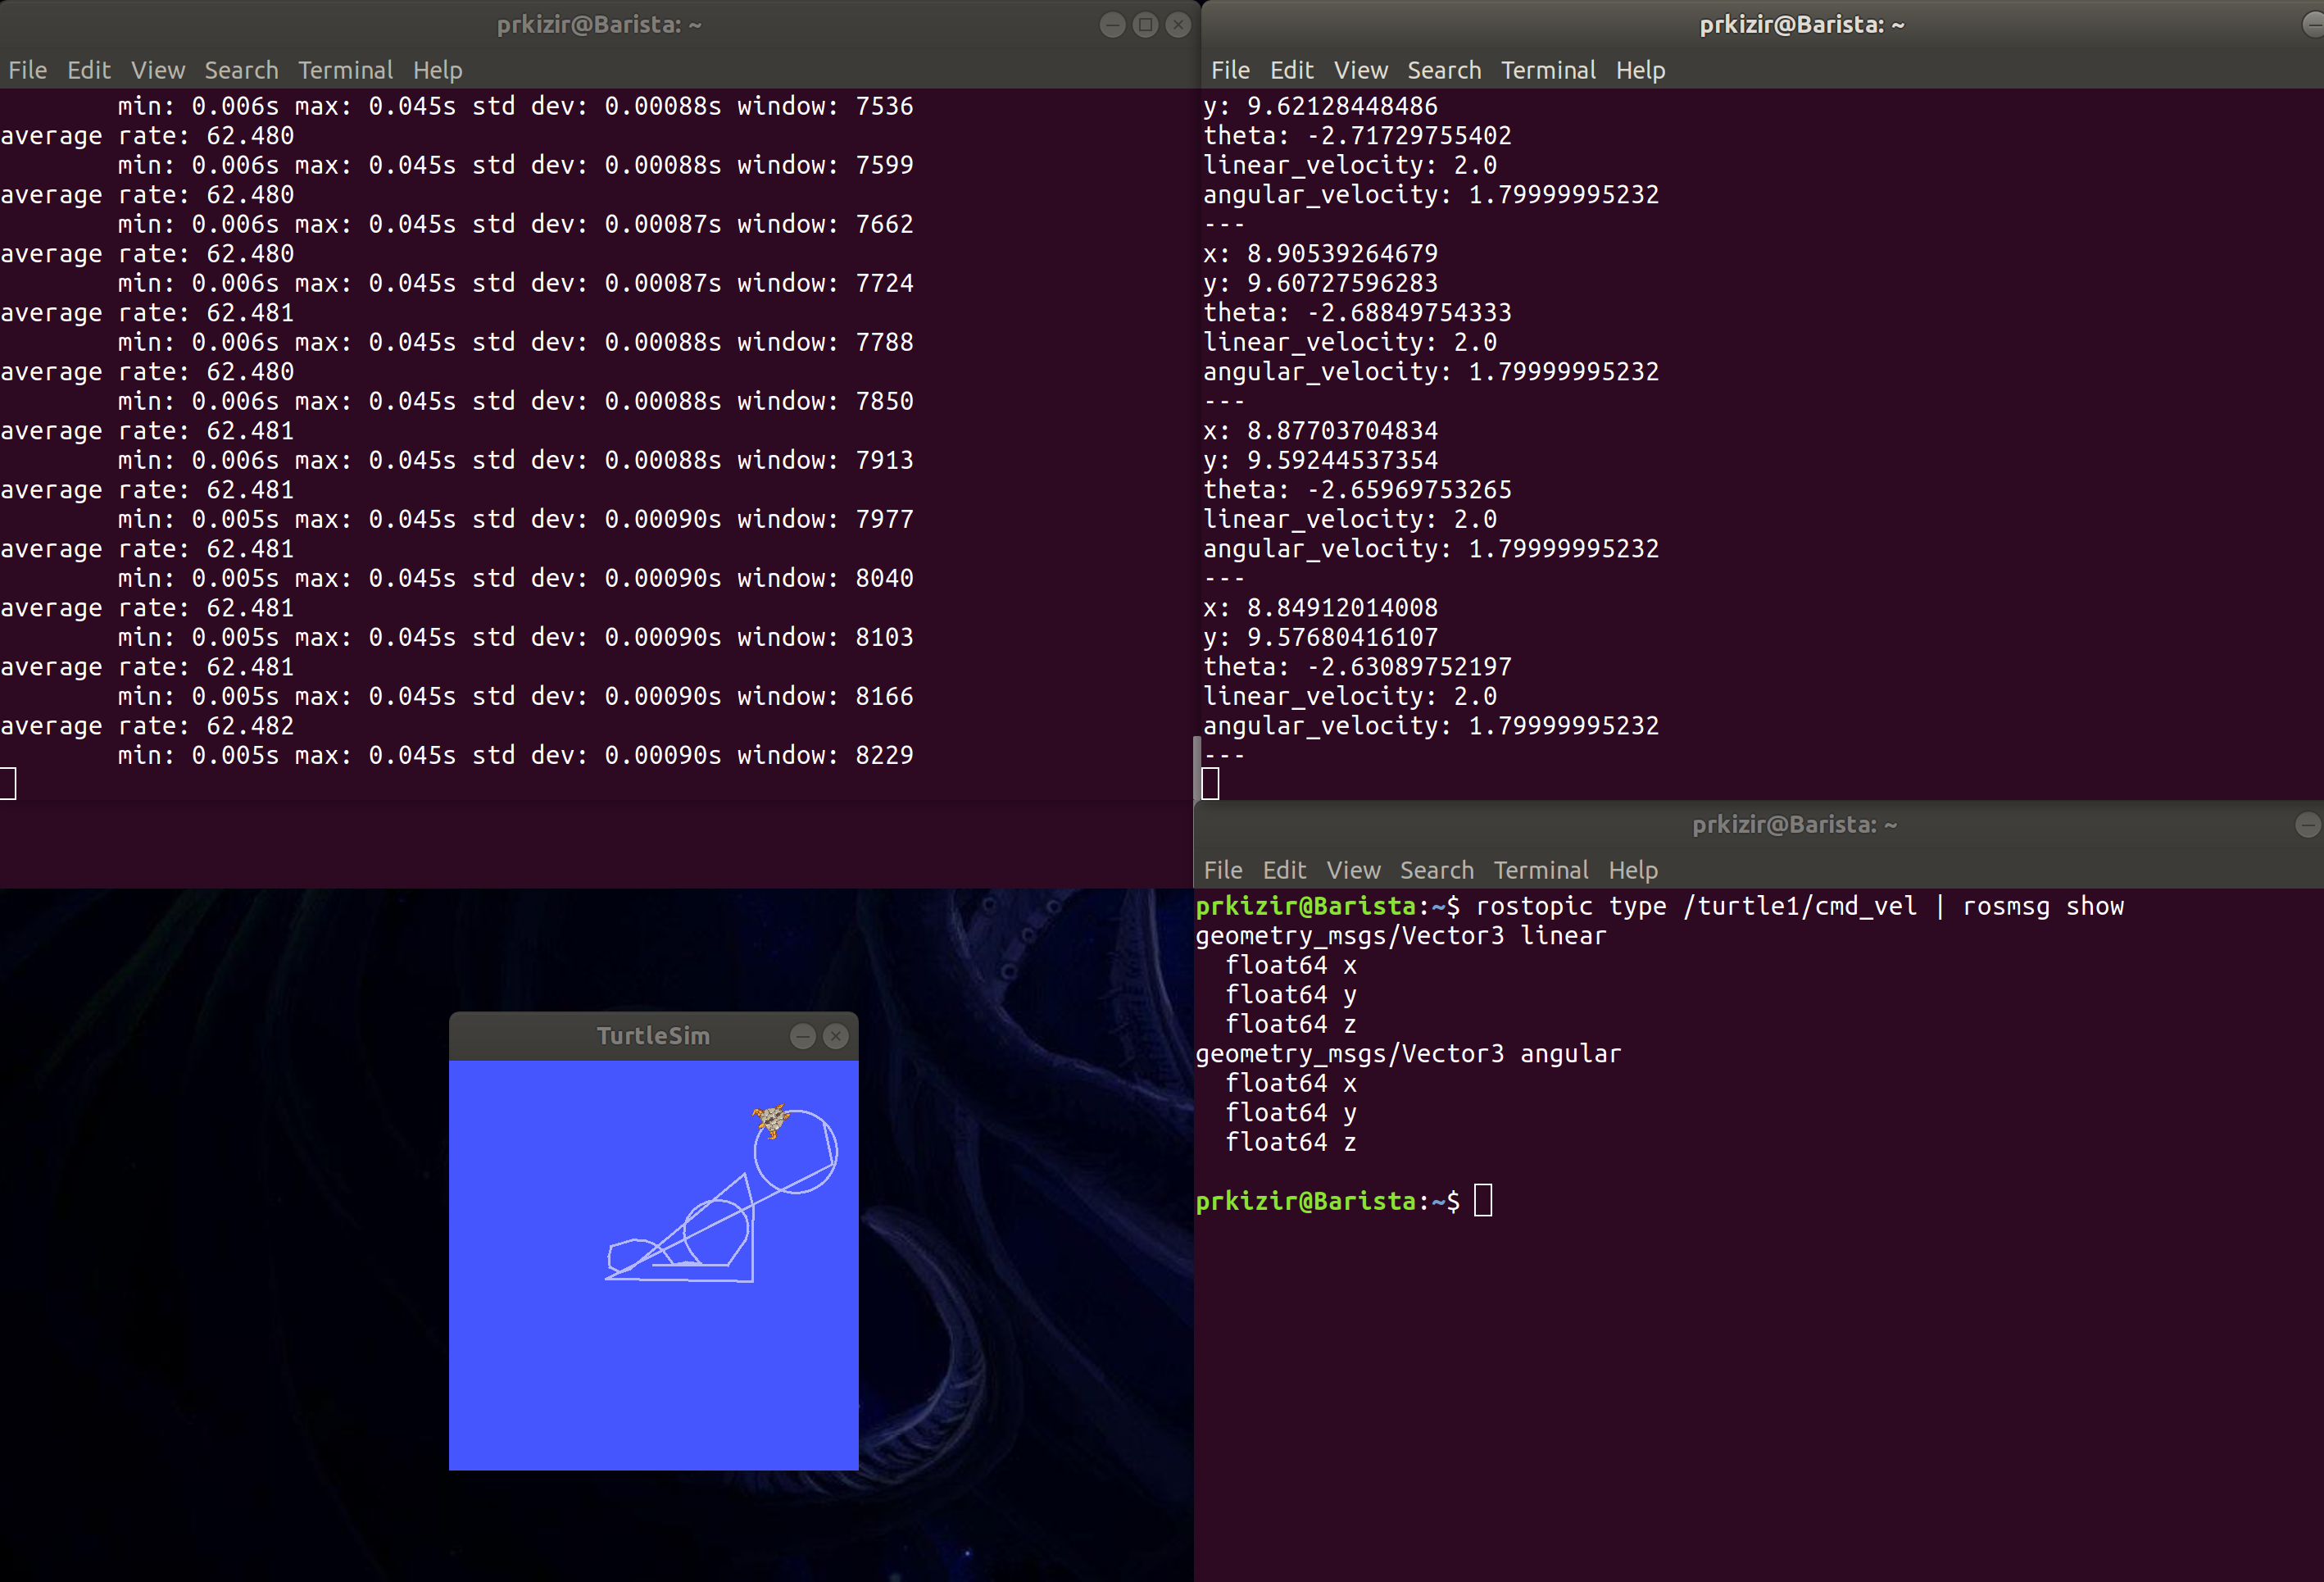 prkizir@Barista: ~
File Edit View Search Terminal Help
min: 0.006s max: 0.045s std dev: 0.00088s window: 7536
average rate: 62.480
min: 0.006s max: 0.045s std dev: 0.00088s window: 7599
average rate: 62.480
min: 0.006s max: 0.045s std dev: 0.00087s window: 7662
average rate: 62.480
min: 0.006s max: 0.045s std dev: 0.00087s window: 7724
average rate: 62.481
min: 0.006s max: 0.045s std dev: 0.00088s window: 7788
average rate: 62.480
min: 0.006s max: 0.045s std dev: 0.00088s window: 7850
average rate: 62.481
min: 0.006s max: 0.045s std dev: 0.00088s window: 7913
average rate: 62.481
min: 0.005s max: 0.045s std dev: 0.00090s window: 7977
average rate: 62.481
min: 0.005s max: 0.045s std dev: 0.00090s window: 8040
average rate: 62.481
min: 0.005s max: 0.045s std dev: 0.00090s window: 8103
average rate: 62.481
min: 0.005s max: 0.045s std dev: 0.00090s window: 8166
average rate: 62.482
min: 0.005s max: 0.045s std dev: 0.00090s window: 8229
prkizir@Barista: ~
File Edit View Search Terminal Help
y: 9.62128448486
theta: -2.71729755402
linear_velocity: 2.0
angular_velocity: 1.79999995232
---
x: 8.90539264679
y: 9.60727596283
theta: -2.68849754333
linear_velocity: 2.0
angular_velocity: 1.79999995232
---
x: 8.87703704834
y: 9.59244537354
theta: -2.65969753265
linear_velocity: 2.0
angular_velocity: 1.79999995232
---
x: 8.84912014008
y: 9.57680416107
theta: -2.63089752197
linear_velocity: 2.0
angular_velocity: 1.79999995232
---
TurtleSim
prkizir@Barista: ~
File Edit View Search Terminal Help
prkizir@Barista:~$ rostopic type /turtle1/cmd_vel | rosmsg show
geometry_msgs/Vector3 linear
  float64 x
  float64 y
  float64 z
geometry_msgs/Vector3 angular
  float64 x
  float64 y
  float64 z
prkizir@Barista:~$